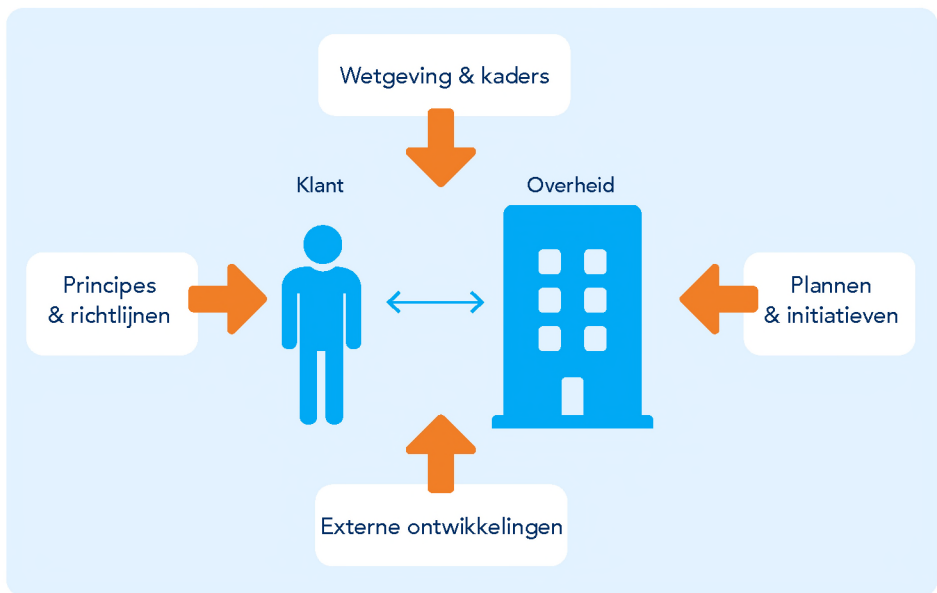 Wetgeving & kaders
Klant
Overheid
Principes
& richtlijnen
Plannen
& initiatieven
Externe ontwikkelingen